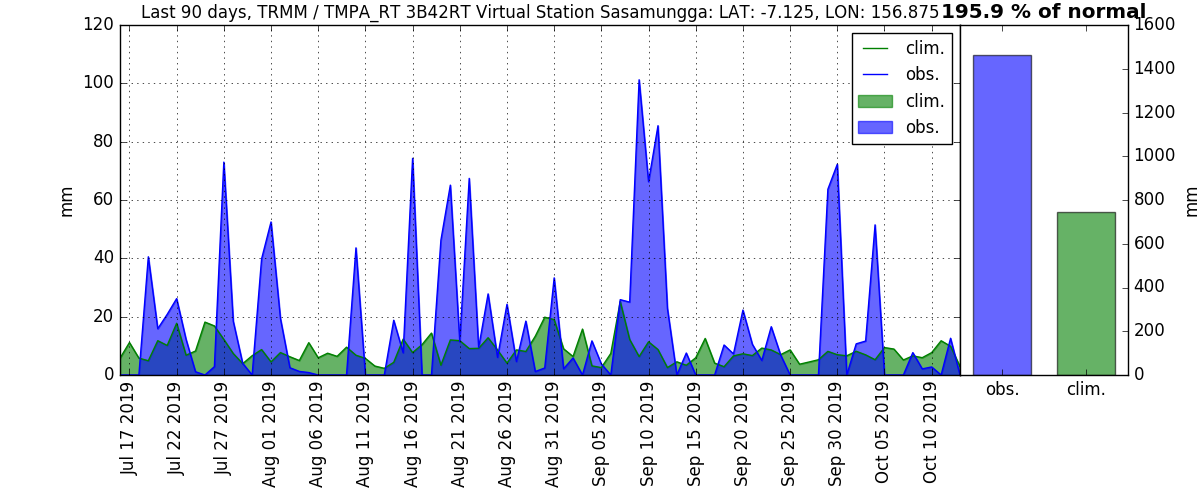 Last 90 days, TRMM / TMPA_RT 3B42RT Virtual Station Sasamungga: LAT: -7.125, LON: 156.875
195.9 % of normal
120
100
80
60
40
20
0
mm
clim.
obs.
clim.
obs.
1600
1400
1200
1000
800
600
400
200
0
mm
Jul 17 2019
Jul 22 2019
Jul 27 2019
Aug 01 2019
Aug 06 2019
Aug 11 2019
Aug 16 2019
Aug 21 2019
Aug 26 2019
Aug 31 2019
Sep 05 2019
Sep 10 2019
Sep 15 2019
Sep 20 2019
Sep 25 2019
Sep 30 2019
Oct 05 2019
Oct 10 2019
obs.
clim.